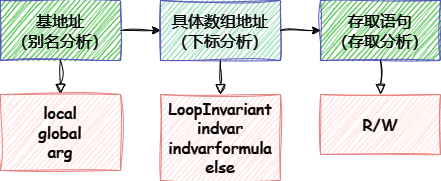 基地址
(别名分析)
具体数组地址
(下标分析)
存取语句
(存取分析)
local
global
arg
LoopInvariant
indvar
indvarformula
else
R/W